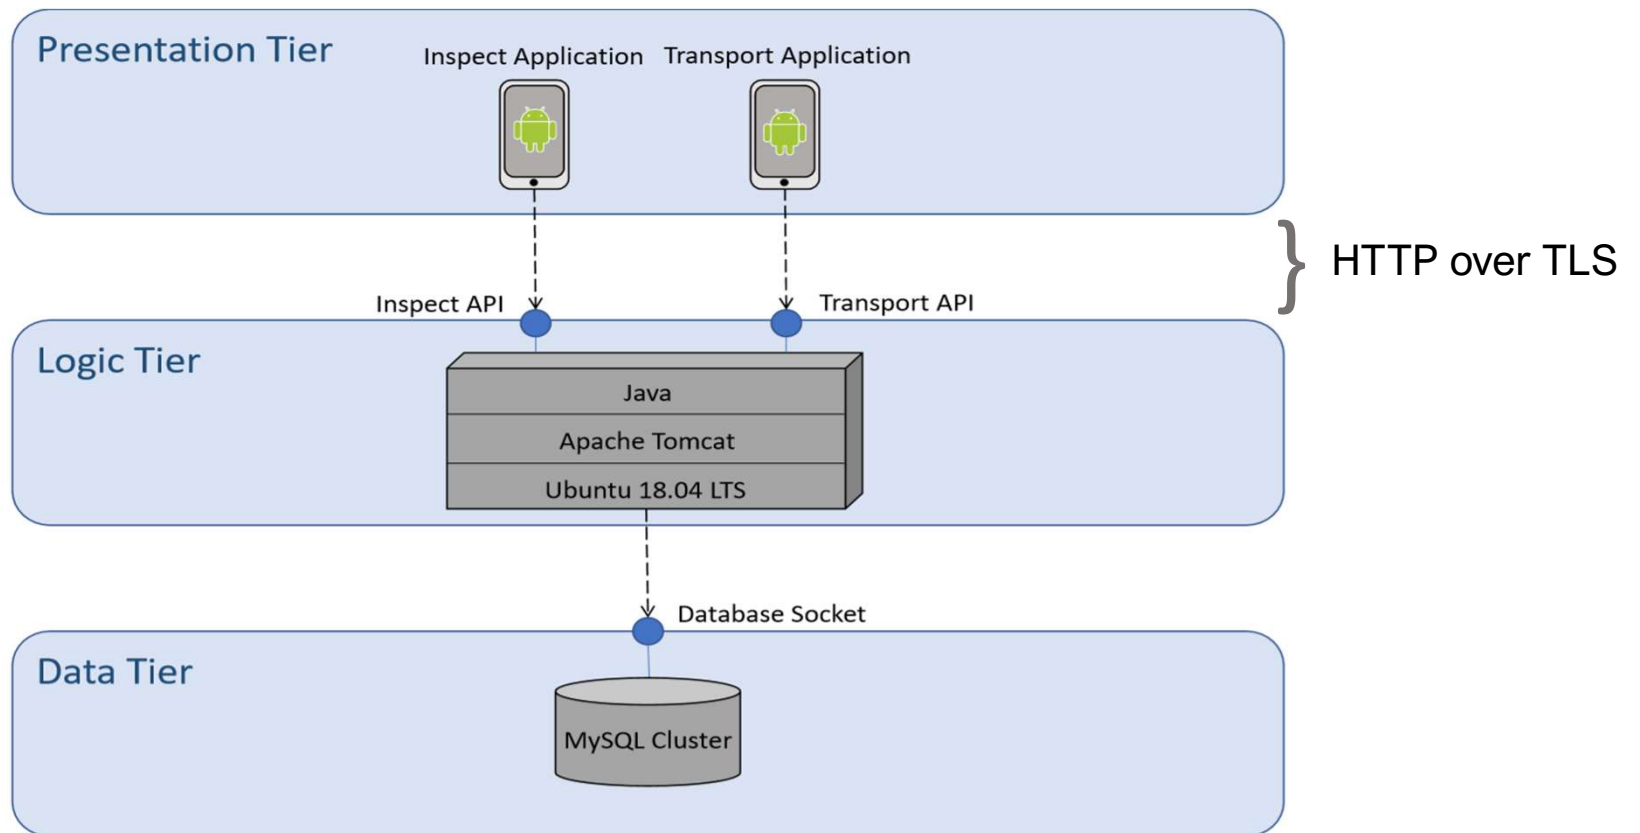 Presentation Tier
Inspect Application
Transport Application
HTTP over TLS
Inspect API
Transport API
Logic Tier
Java
Apache Tomcat
Ubuntu 18.04 LTS
Database Socket
Data Tier
MySQL Cluster